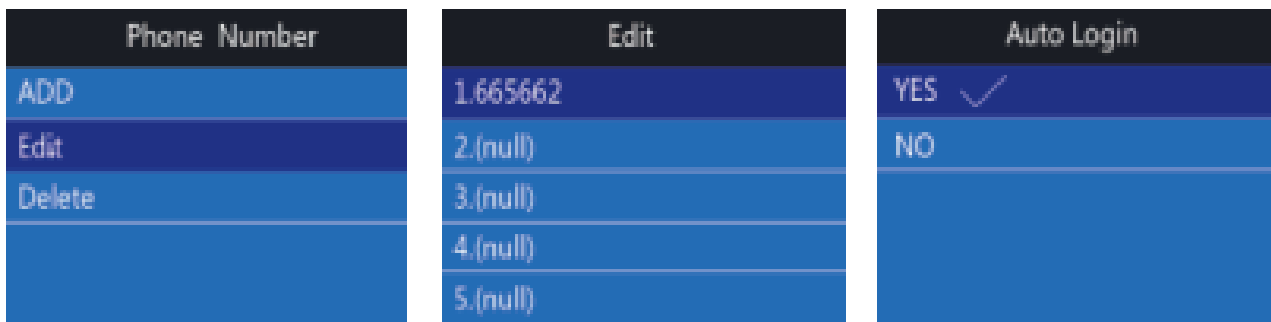 Phone Number
ADD
Edit
Delete
Edit
1.665662
2.(null)
3.(null)
4.(null)
5.(null)
Auto Login
YES
NO